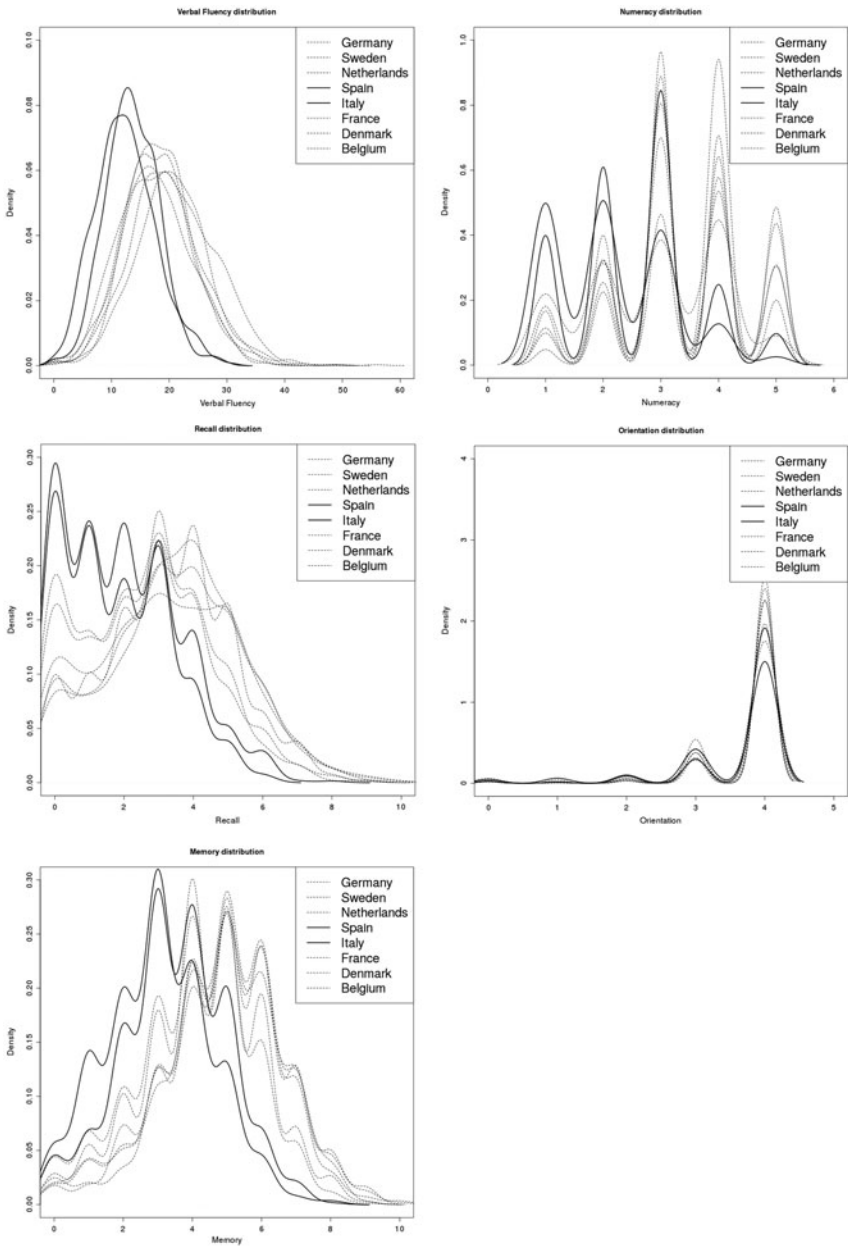 Verbal Fluency distribution
Density
0.00
0.02
0.04
0.06
0.08
0.10
0 10 20 30 40 50 60
Verbal Fluency
Germany
Sweden
Netherlands
Spain
Italy
France
Denmark
Belgium
Numeracy distribution
Density
0.0
0.2
0.4
0.6
0.8
1.0
0 1 2 3 4 5 6
Numeracy
Germany
Sweden
Netherlands
Spain
Italy
France
Denmark
Belgium
Recall distribution
Density
0.00
0.05
0.10
0.15
0.20
0.25
0.30
0 2 4 6 8 10
Recall
Germany
Sweden
Netherlands
Spain
Italy
France
Denmark
Belgium
Orientation distribution
Density
0
1
2
3
4
0 1 2 3 4 5
Orientation
Germany
Sweden
Netherlands
Spain
Italy
France
Denmark
Belgium
Memory distribution
Density
0.00
0.05
0.10
0.15
0.20
0.25
0.30
0 2 4 6 8 10
Memory
Germany
Sweden
Netherlands
Spain
Italy
France
Denmark
Belgium